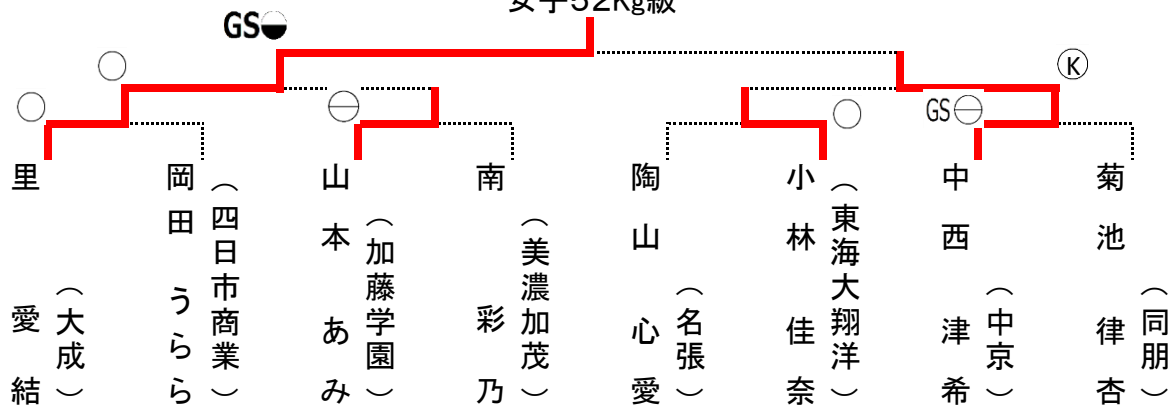 女子52Kg級
GS
K
GS
里 愛結
（大成）
岡田 うらら
（四日市商業）
山本 あみ
（加藤学園）
南 彩乃
（美濃加茂）
陶山 心愛
（名張）
小林 佳奈
（東海大翔洋）
中西 津希
（中京）
菊池 律杏
（同朋）